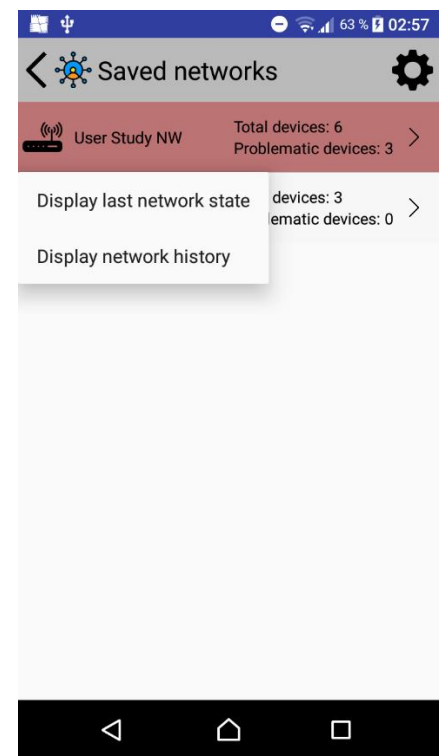 63 % 02:57
Saved networks
User Study NW
Total devices: 6
Problematic devices: 3
Display last network state
devices: 3
ematic devices: 0
Display network history